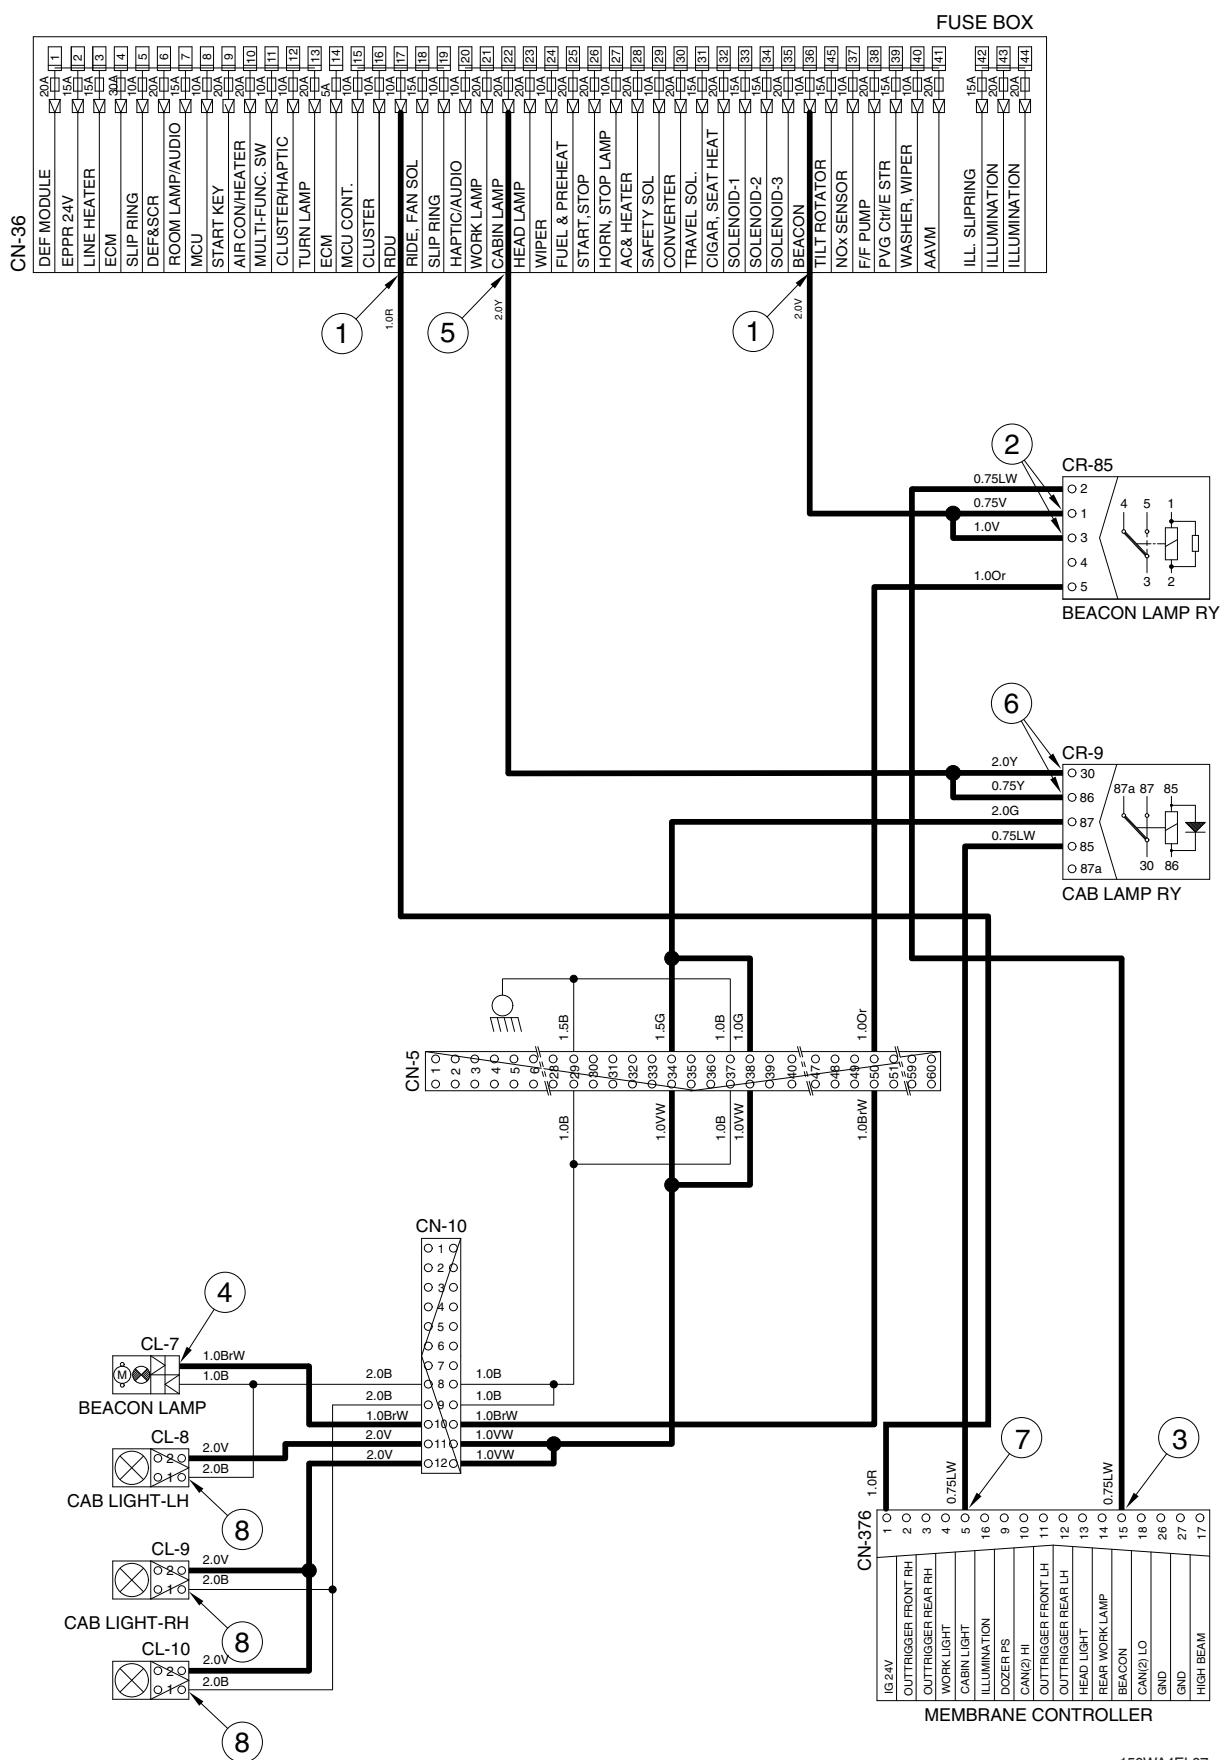 FUSE BOX
1 2 3 4 5 6 7 8 9 10 11 12 13 14 15 16 17 18 19 20 21 22 23 24 25 26 27 28 29 30 31 32 33 34 35 36 45 37 38 39 40 41 42 43 44
20A 15A 15A 30A 10A 20A 15A 10A 20A 20A 10A 10A 20A 5A 10A 10A 10A 15A 10A 10A 20A 20A 10A 10A 20A 20A 10A 20A 10A 20A 15A 20A 15A 15A 20A 10A 15A 10A 20A 15A 10A 20A 15A 20A 20A
CN-36
DEF MODULE
EPPR 24V
LINE HEATER
ECM
SLIP RING
DEF&SCR
ROOM LAMP/AUDIO
MCU
START KEY
AIR CON/HEATER
MULTI-FUNC. SW
CLUSTER/HAPTIC
TURN LAMP
ECM
MCU CONT.
CLUSTER
RDU
RIDE, FAN SOL
SLIP RING
HAPTIC/AUDIO
WORK LAMP
CABIN LAMP
HEAD LAMP
WIPER
FUEL & PREHEAT
START,STOP
HORN, STOP LAMP
AC& HEATER
SAFETY SOL
CONVERTER
TRAVEL SOL.
CIGAR, SEAT HEAT
SOLENOID-1
SOLENOID-2
SOLENOID-3
BEACON
TILT ROTATOR
NOx SENSOR
F/F PUMP
PVG Ctrl/E STR
WASHER, WIPER
AAVM
ILL. SLIPRING
ILLUMINATION
ILLUMINATION
1 1.0R 5 2.0Y 1 2.0V
2
CR-85
0.75LW 2
0.75V 1
1.0V 3
4
1.0Or 5
4 5 1
3 2
BEACON LAMP RY
6
CR-9
2.0Y 30
0.75Y 86
2.0G 87
0.75LW 85
87a
87a 87 85
30 86
CAB LAMP RY
1.5B 1.5G 1.0B 1.0G 1.0Or
CN-5
1 2 3 4 5 6 28 29 30 31 32 33 34 35 36 37 38 39 40 47 48 49 50 51 59 60
1.0B 1.0VW 1.0B 1.0VW 1.0BrW
CN-10
1
2
3
4
5
6
7
2.0B 8 1.0B
2.0B 9 1.0B
1.0BrW 10 1.0BrW
2.0V 11 1.0VW
2.0V 12 1.0VW
4
CL-7
M
1.0BrW
1.0B
BEACON LAMP
CL-8
2 2.0V
1 2.0B
CAB LIGHT-LH
8
CL-9
2 2.0V
1 2.0B
CAB LIGHT-RH
8
CL-10
2 2.0V
1 2.0B
8
7 3
1.0R 0.75LW 0.75LW
CN-376
1 2 3 4 5 16 9 10 11 12 13 14 15 18 26 27 17
IG 24V
OUTTRIGGER FRONT RH
OUTTRIGGER REAR RH
WORK LIGHT
CABIN LIGHT
ILLUMINATION
DOZER PS
CAN(2) HI
OUTTRIGGER FRONT LH
OUTTRIGGER REAR LH
HEAD LIGHT
REAR WORK LAMP
BEACON
CAN(2) LO
GND
GND
HIGH BEAM
MEMBRANE CONTROLLER